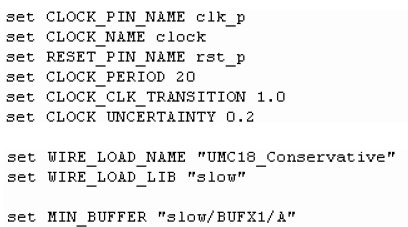 set CLOCK_PIN_NAME clk_p
set CLOCK_NAME clock
set RESET_PIN_NAME rst_p
set CLOCK_PERIOD 20
set CLOCK_CLK_TRANSITION 1.0
set CLOCK UNCERTAINTY 0.2
set WIRE_LOAD_NAME "UMC18_Conservative"
set WIRE_LOAD_LIB "slow"
set MIN_BUFFER "slow/BUFX1/A"